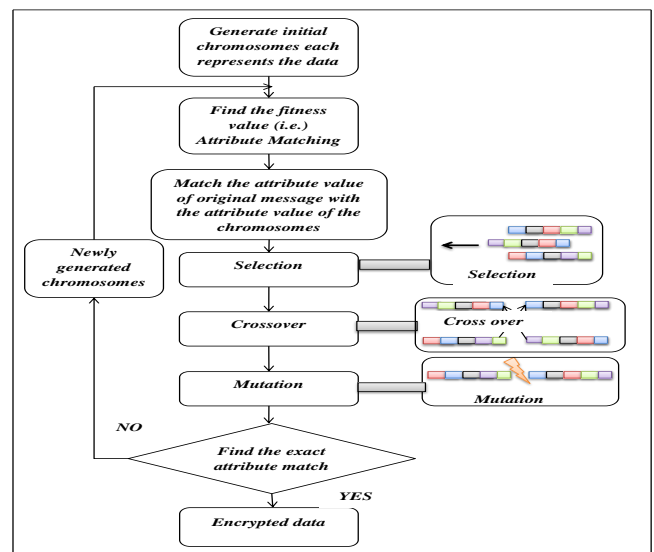 Generate initial
chromosomes each
represents the data
Find the fitness
value (i.e.)
Attribute Matching
Match the attribute value
of original message with
the attribute value of the
chromosomes
Newly
generated
chromosomes
Selection
Selection
Crossover
Cross over
Mutation
Mutation
NO
Find the exact
attribute match
YES
Encrypted data